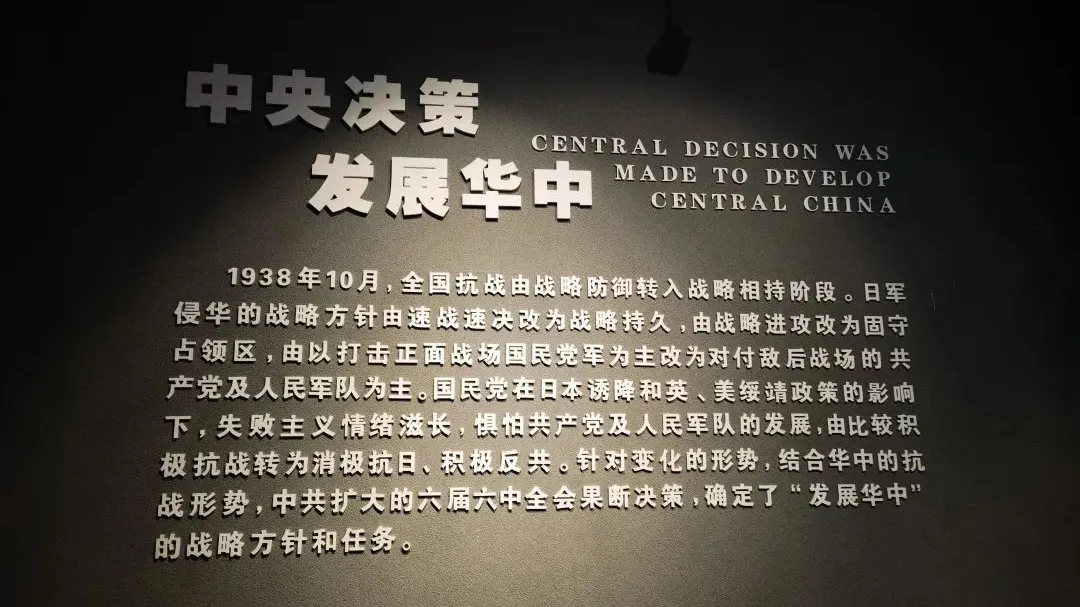 中央决策
发展华中
CENTRAL DECISION WAS
MADE TO DEVELOP
CENTRAL CHINA
1938年10月，全国抗战由战略防御转入战略相持阶段。日军
侵华的战略方针由速战速决改为战略持久，由战略进攻改为固守
占领区，由以打击正面战场国民党军为主改为对付敌后战场的共
产党及人民军队为主。国民党在日本诱降和英、美绥靖政策的影响
下，失败主义情绪滋长，惧怕共产党及人民军队的发展，由比较积
极抗战转为消极抗日、积极反共。针对变化的形势，结合华中的抗
战形势，中共扩大的六届六中全会果断决策，确定了“发展华中”
的战略方针和任务。